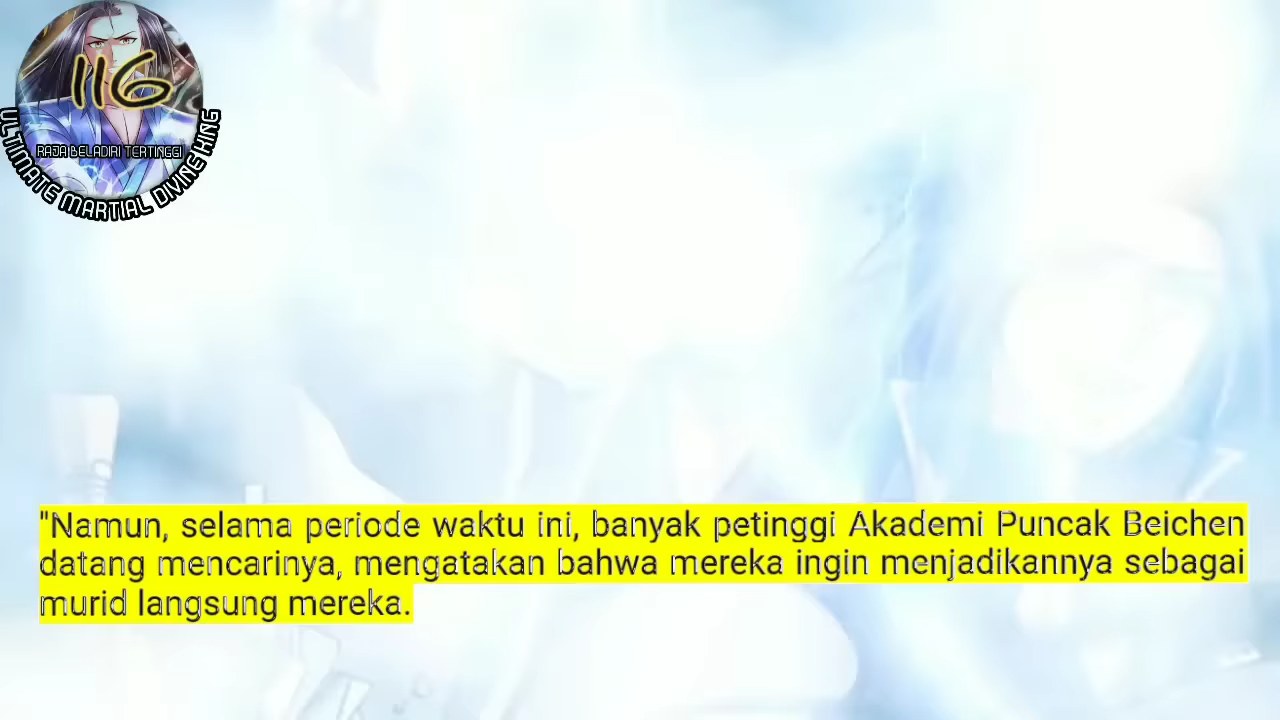 116
RAJA BELADIRI TERTINGGI
ULTIMATE MARTIAL DIVINE KING
"Namun, selama periode waktu ini, banyak petinggi Akademi Puncak Beichen
datang mencarinya, mengatakan bahwa mereka ingin menjadikannya sebagai
murid langsung mereka.